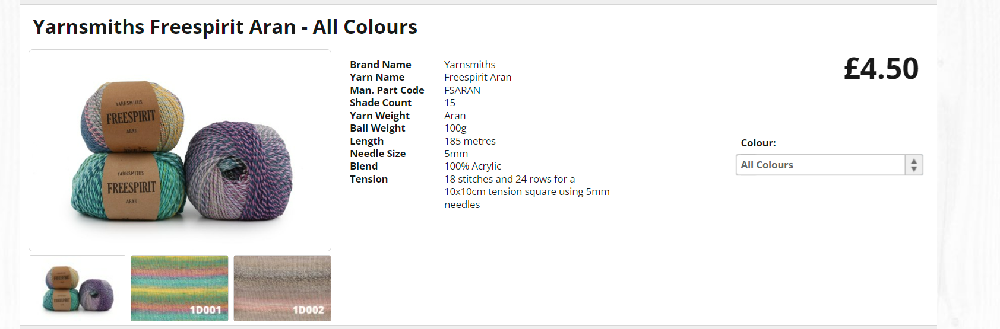 Yarnsmiths Freespirit Aran - All Colours
YARNSMITHS
FREESPIRIT
ARAN
YARNSMITHS
FREESPIRIT
ARAN
FREESPIRIT
FREESPIRIT
1D001
1D002
Brand Name Yarnsmiths
Yarn Name Freespirit Aran
Man. Part Code FSARAN
Shade Count 15
Yarn Weight Aran
Ball Weight 100g
Length 185 metres
Needle Size 5mm
Blend 100% Acrylic
Tension 18 stitches and 24 rows for a
10x10cm tension square using 5mm
needles
£4.50
Colour:
All Colours